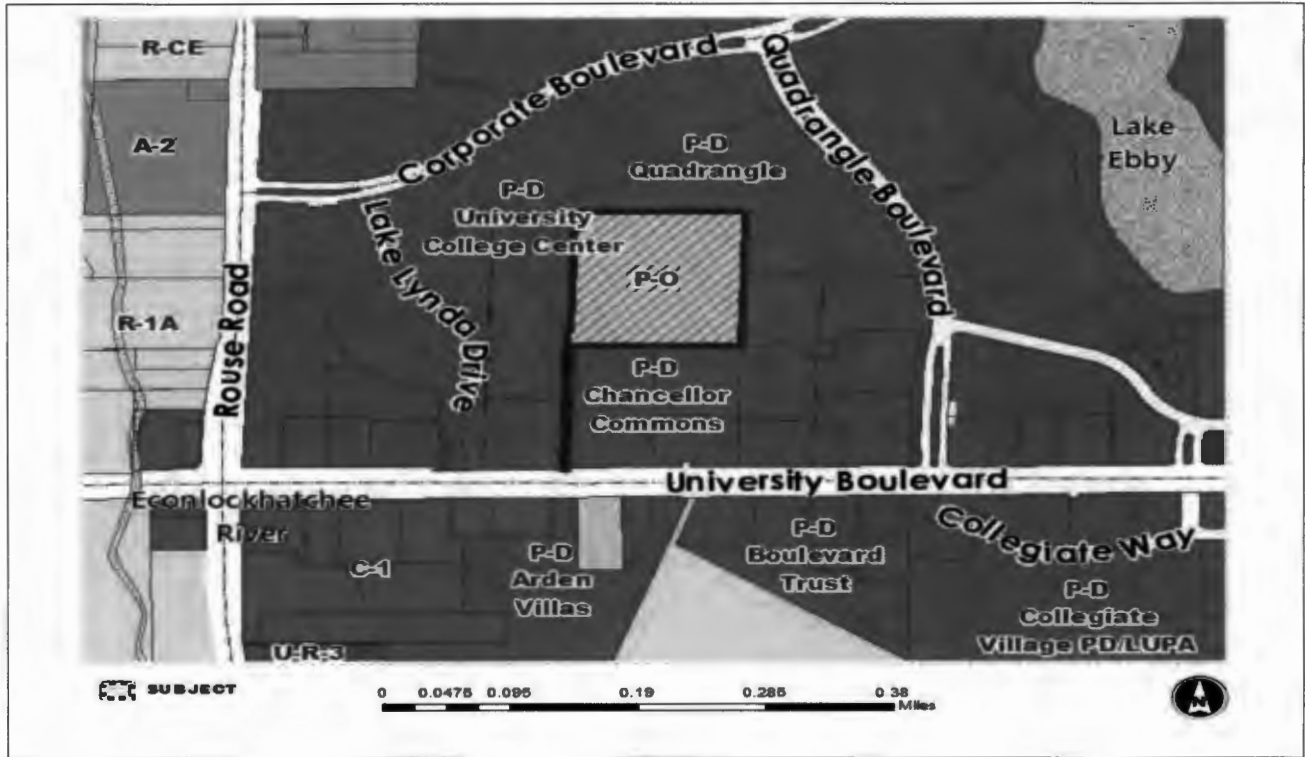 R-CE
Corporate Boulevard
Quadrangle Boulevard
Lake
Ebby
A-2
P-D
Quadrangle
P-D
University
College Center
Lake Lynda Drive
P-O
R-1A
Rouse Road
P-D
Chancellor
Commons
University Boulevard
Econlockhatchee
River
Collegiate Way
C-1
P-D
Arden
Villas
P-D
Boulevard
Trust
P-D
Collegiate
Village PD/LUPA
U-R-3
SUBJECT
0 0.0475 0.095 0.19 0.285 0.38
Miles
N